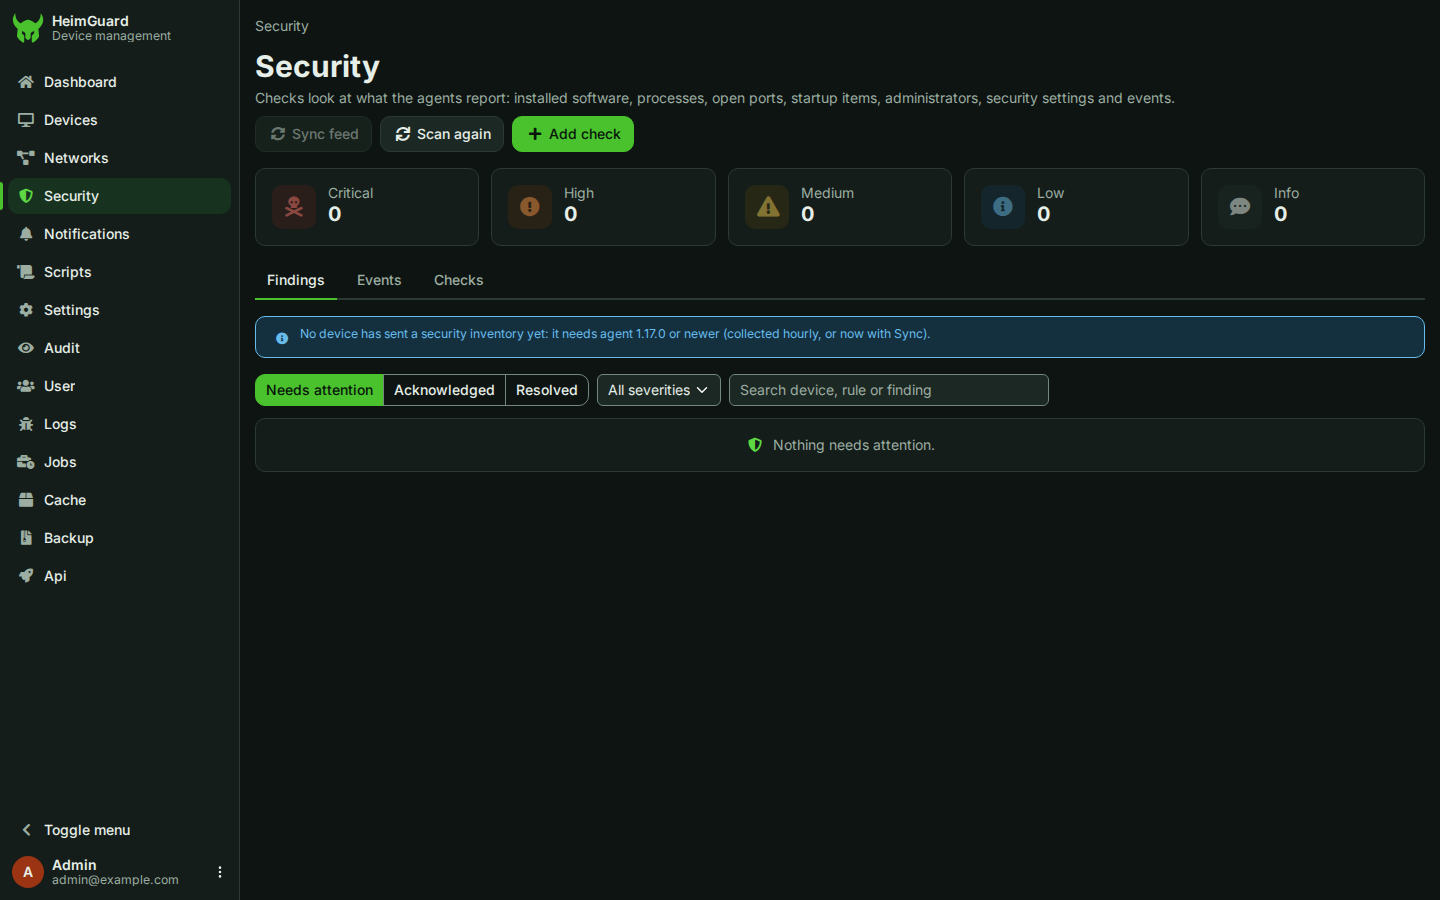 HeimGuard
Device management
Dashboard
Devices
Networks
Security
Notifications
Scripts
Settings
Audit
User
Logs
Jobs
Cache
Backup
Api
Toggle menu
A
Admin
admin@example.com
Security
Security
Checks look at what the agents report: installed software, processes, open ports, startup items, administrators, security settings and events.
Sync feed
Scan again
Add check
Critical
0
High
0
Medium
0
Low
0
Info
0
Findings
Events
Checks
No device has sent a security inventory yet: it needs agent 1.17.0 or newer (collected hourly, or now with Sync).
Needs attention
Acknowledged
Resolved
All severities
Search device, rule or finding
Nothing needs attention.